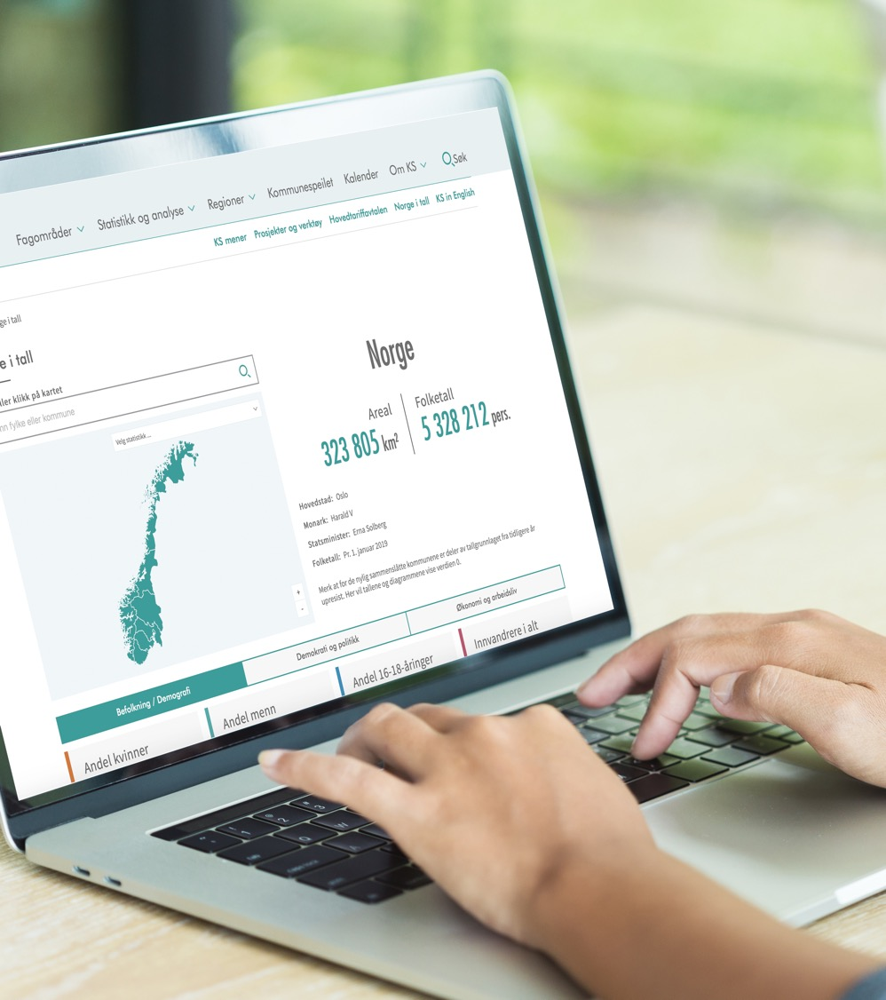 Fagområder
Statistikk og analyse
Regioner
Kommunespeilet
Kalender
Om KS
Søk
KS mener
Prosjekter og verktøy
Hovedtariffavtalen
Norge i tall
KS in English
ge i tall
e i tall
ller klikk på kartet
nn fylke eller kommune
Velg statistikk ...
+
-
Norge
Areal
323 805 km²
Folketall
5 328 212 pers.
Hovedstad: Oslo
Monark: Harald V
Statsminister: Erna Solberg
Folketall: Pr. 1. januar 2019
Merk at for de nylig sammenslåtte kommunene er deler av tallgrunnlaget fra tidligere år
upresist. Her vil tallene og diagrammene vise verdien 0.
Befolkning / Demografi
Demokrati og politikk
Økonomi og arbeidsliv
Andel kvinner
Andel menn
Andel 16-18-åringer
Innvandrere i alt